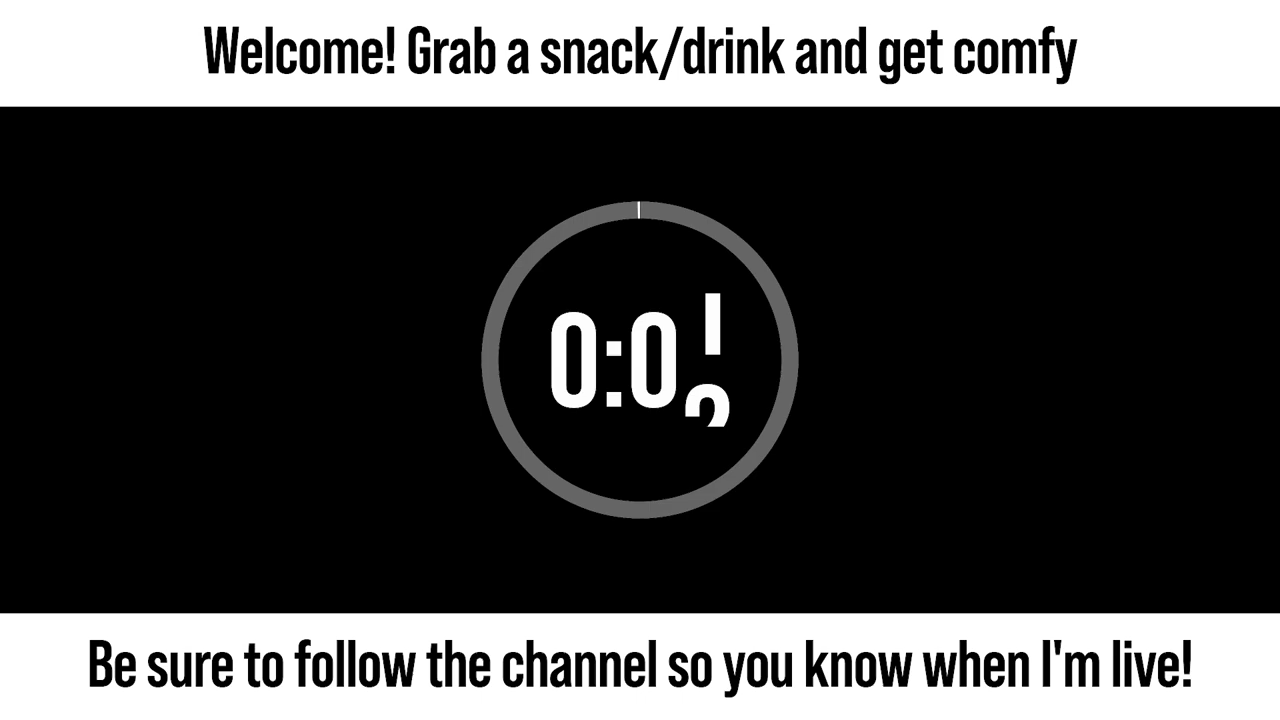 Welcome! Grab a snack/drink and get comfy
0:0
Be sure to follow the channel so you know when I'm live!